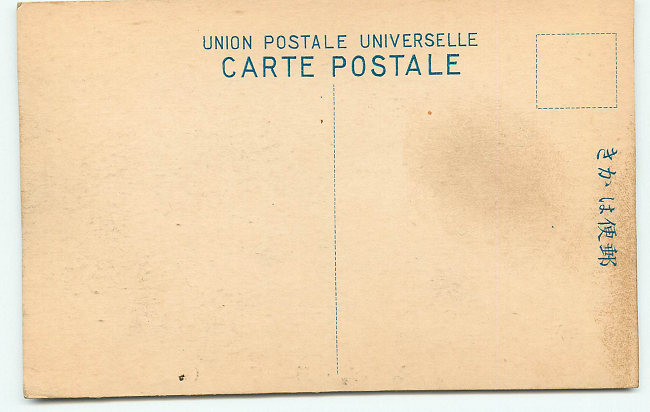 UNION POSTALE UNIVERSELLE
CARTE POSTALE
郵便はかき